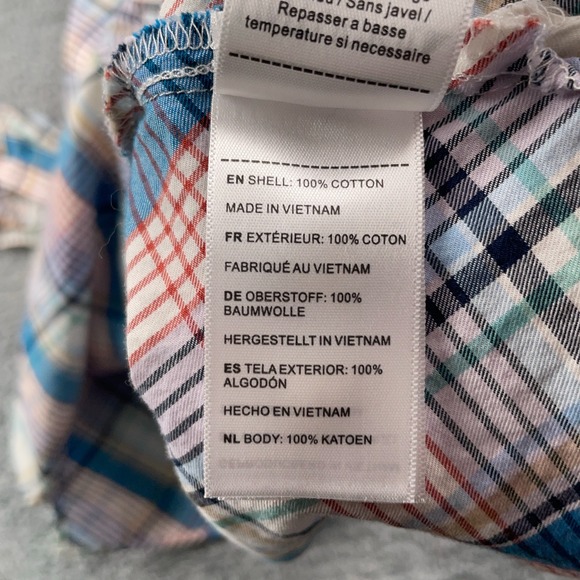 / Sans javel /
Repasser a basse
temperature si necessaire
EN SHELL: 100% COTTON
MADE IN VIETNAM
FR EXTÉRIEUR: 100% COTON
FABRIQUÉ AU VIETNAM
DE OBERSTOFF: 100%
BAUMWOLLE
HERGESTELLT IN VIETNAM
ES TELA EXTERIOR: 100%
ALGODÓN
HECHO EN VIETNAM
NL BODY: 100% KATOEN